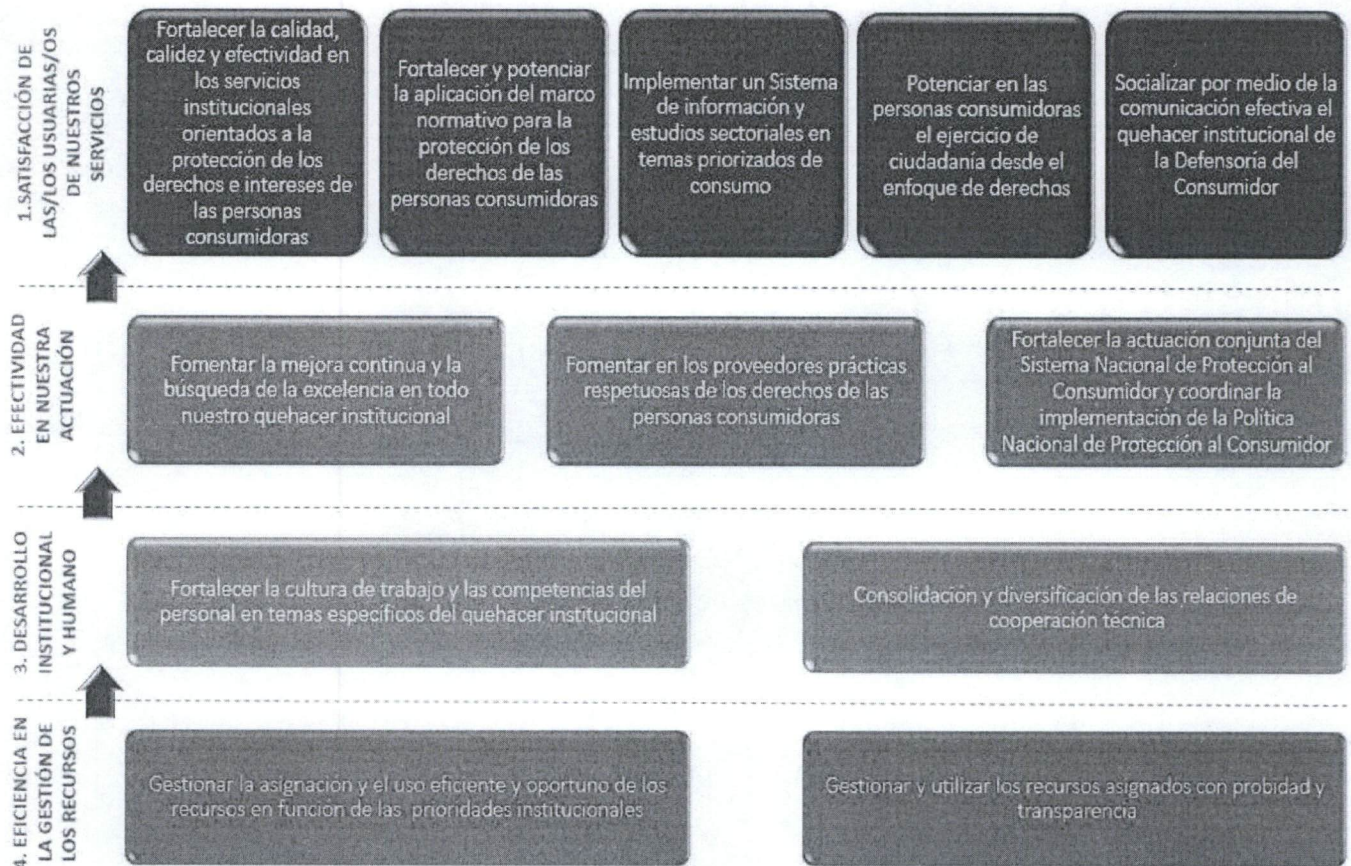 1.SATISFACCIÓN DE
LAS/LOS USUARIAS/OS
DE NUESTROS
SERVICIOS
Fortalecer la calidad,
calidez y efectividad en
los servicios
institucionales
orientados a la
protección de los
derechos e intereses de
las personas
consumidoras
Fortalecer y potenciar
la aplicación del marco
normativo para la
protección de los
derechos de las
personas consumidoras
Implementar un Sistema
de información y
estudios sectoriales en
temas priorizados de
consumo
Potenciar en las
personas consumidoras
el ejercicio de
ciudadanía desde el
enfoque de derechos
Socializar por medio de la
comunicación efectiva el
quehacer institucional de
la Defensoría del
Consumidor
2. EFECTIVIDAD
EN NUESTRA
ACTUACIÓN
Fomentar la mejora continua y la
búsqueda de la excelencia en todo
nuestro quehacer institucional
Fomentar en los proveedores prácticas
respetuosas de los derechos de las
personas consumidoras
Fortalecer la actuación conjunta del
Sistema Nacional de Protección al
Consumidor y coordinar la
implementación de la Política
Nacional de Protección al Consumidor
3. DESARROLLO
INSTITUCIONAL
Y HUMANO
Fortalecer la cultura de trabajo y las competencias del
personal en temas específicos del quehacer institucional
Consolidación y diversificación de las relaciones de
cooperación técnica
4. EFICIENCIA EN
LA GESTIÓN DE
LOS RECURSOS
Gestionar la asignación y el uso eficiente y oportuno de los
recursos en función de las prioridades institucionales
Gestionar y utilizar los recursos asignados con probidad y
transparencia